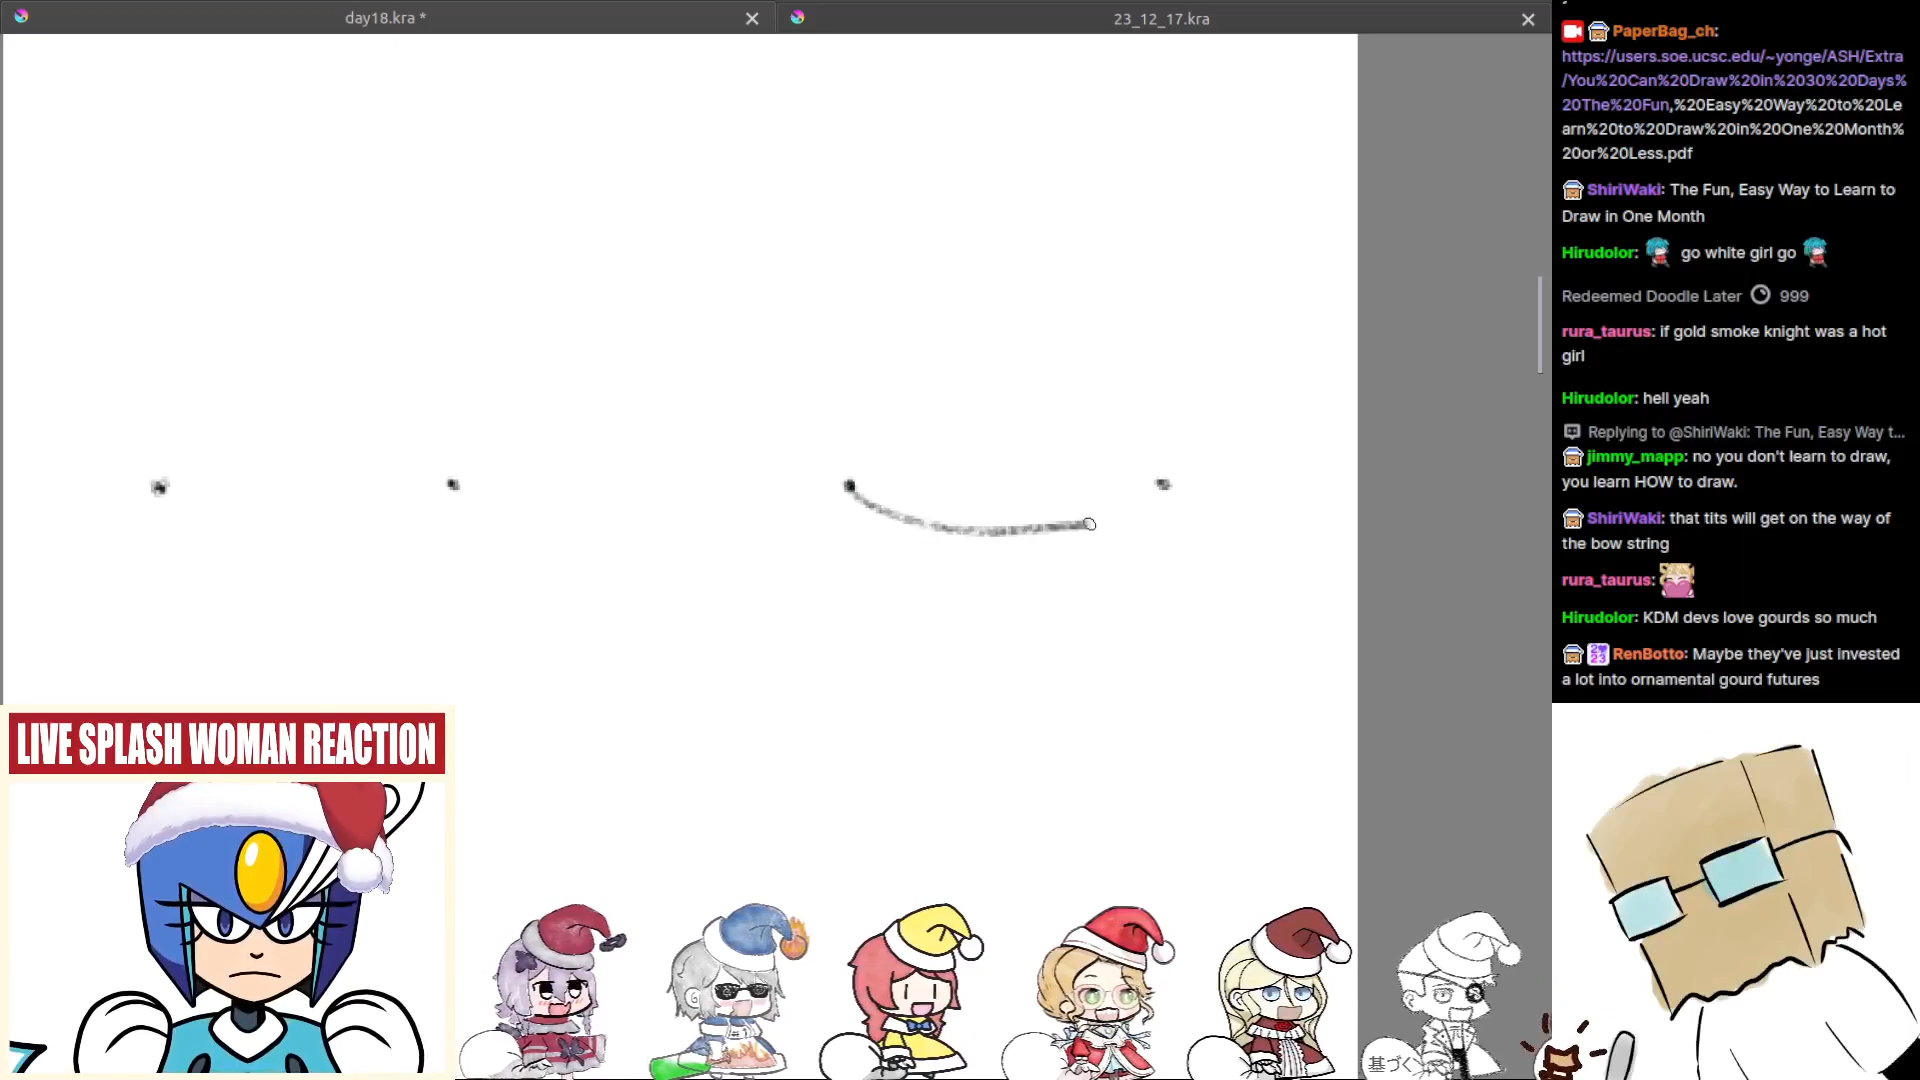 day18.kra *
23_12_17.kra
PaperBag_ch:
https://users.soe.ucsc.edu/~yonge/ASH/Extra
/You%20Can%20Draw%20in%2030%20Days%
20The%20Fun,%20Easy%20Way%20to%20Le
arn%20to%20Draw%20in%20One%20Month%
20or%20Less.pdf
ShiriWaki: The Fun, Easy Way to Learn to
Draw in One Month
Hirudolor: go white girl go
Redeemed Doodle Later 999
rura_taurus: if gold smoke knight was a hot
girl
Hirudolor: hell yeah
Replying to @ShiriWaki: The Fun, Easy Way t...
jimmy_mapp: no you don't learn to draw,
you learn HOW to draw.
ShiriWaki: that tits will get on the way of
the bow string
rura_taurus:
Hirudolor: KDM devs love gourds so much
RenBotto: Maybe they've just invested
a lot into ornamental gourd futures
LIVE SPLASH WOMAN REACTION
基づく